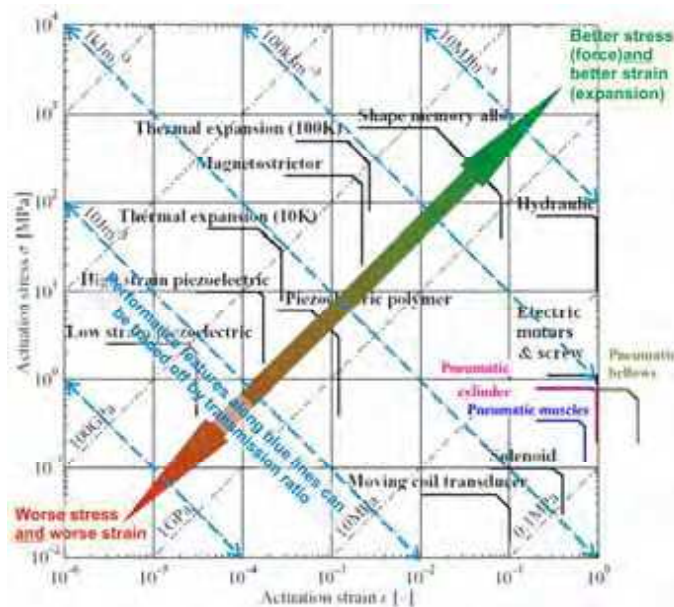 10⁴
10³
10²
10¹
10⁰
10⁻¹
Actuation stress σ [MPa]
10⁻⁶
10⁻⁵
10⁻⁴
10⁻³
10⁻²
10⁻¹
10⁰
Actuation strain ε [-]
Better stress
(force)and
better strain
(expansion)
Shape memory alloy
Thermal expansion (100K)
Magnetostrictor
Hydraulic
Thermal expansion (10K)
High strain piezoelectric
Piezoelectric polymer
Low strain piezoelectric
Electric
motors
& screw
Pneumatic
bellows
Pneumatic
cylinder
Pneumatic muscles
Solenoid
Moving coil transducer
Performance features along blue lines can
be traded off by transmission ratio
100GPa
1GPa
10MPa
0.1MPa
Worse stress
and worse strain